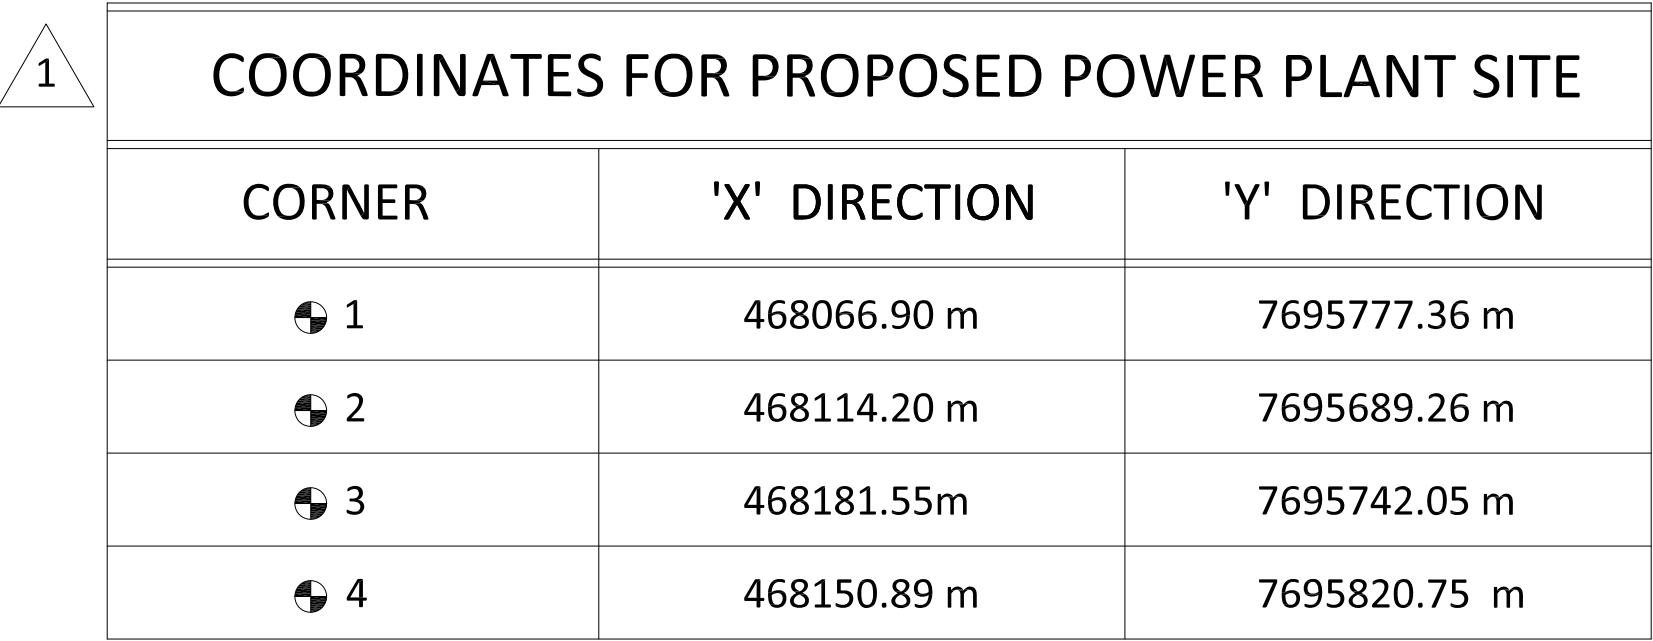 1
COORDINATES FOR PROPOSED POWER PLANT SITE
CORNER 'X' DIRECTION 'Y' DIRECTION
1 468066.90 m 7695777.36 m
2 468114.20 m 7695689.26 m
3 468181.55m 7695742.05 m
4 468150.89 m 7695820.75 m